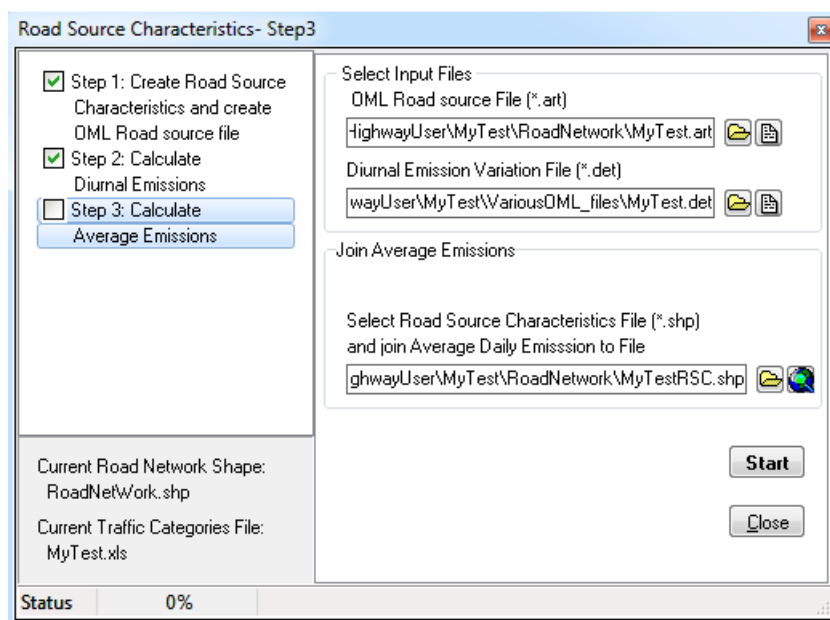 Road Source Characteristics- Step3
Step 1: Create Road Source
Characteristics and create
OML Road source file
Step 2: Calculate
Diurnal Emissions
Step 3: Calculate
Average Emissions
Current Road Network Shape:
RoadNetWork.shp
Current Traffic Categories File:
MyTest.xls
Select Input Files
OML Road source File (*.art)
HighwayUser\MyTest\RoadNetwork\MyTest.art
Diurnal Emission Variation File (*.det)
wayUser\MyTest\VariousOML_files\MyTest.det
Join Average Emissions
Select Road Source Characteristics File (*.shp)
and join Average Daily Emisssion to File
ghwayUser\MyTest\RoadNetwork\MyTestRSC.shp
Start
Close
Status 0%